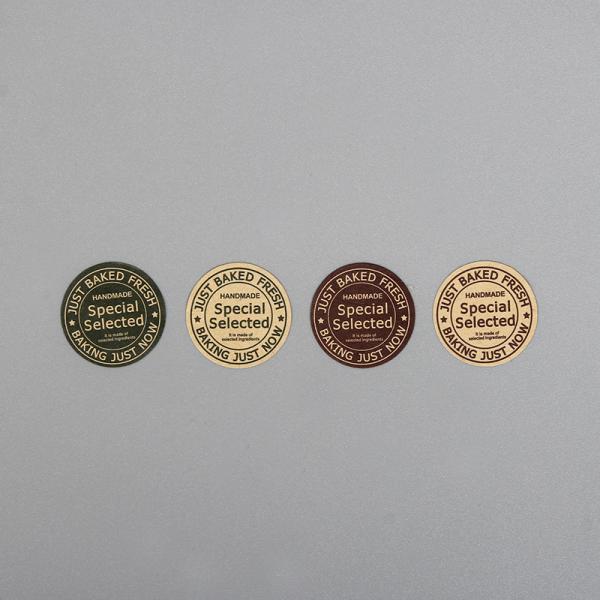 JUST BAKED FRESH
HANDMADE
Special
Selected
It is made of
selected ingredients
BAKING JUST NOW
JUST BAKED FRESH
HANDMADE
Special
Selected
It is made of
selected ingredients
BAKING JUST NOW
JUST BAKED FRESH
HANDMADE
Special
Selected
It is made of
selected ingredients
BAKING JUST NOW
JUST BAKED FRESH
HANDMADE
Special
Selected
It is made of
selected ingredients
BAKING JUST NOW